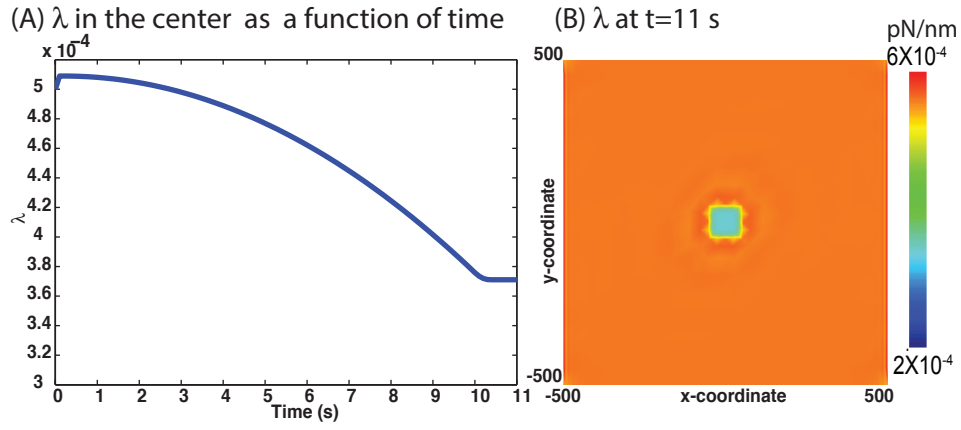 (A) λ in the center as a function of time
x 10-4
5
4.8
4.6
4.4
4.2
4
3.8
3.6
3.4
3.2
3
λ
0 1 2 3 4 5 6 7 8 9 10 11
Time (s)
(B) λ at t=11 s
pN/nm
6X10-4
2X10-4
500
y-coordinate
-500
-500 x-coordinate 500